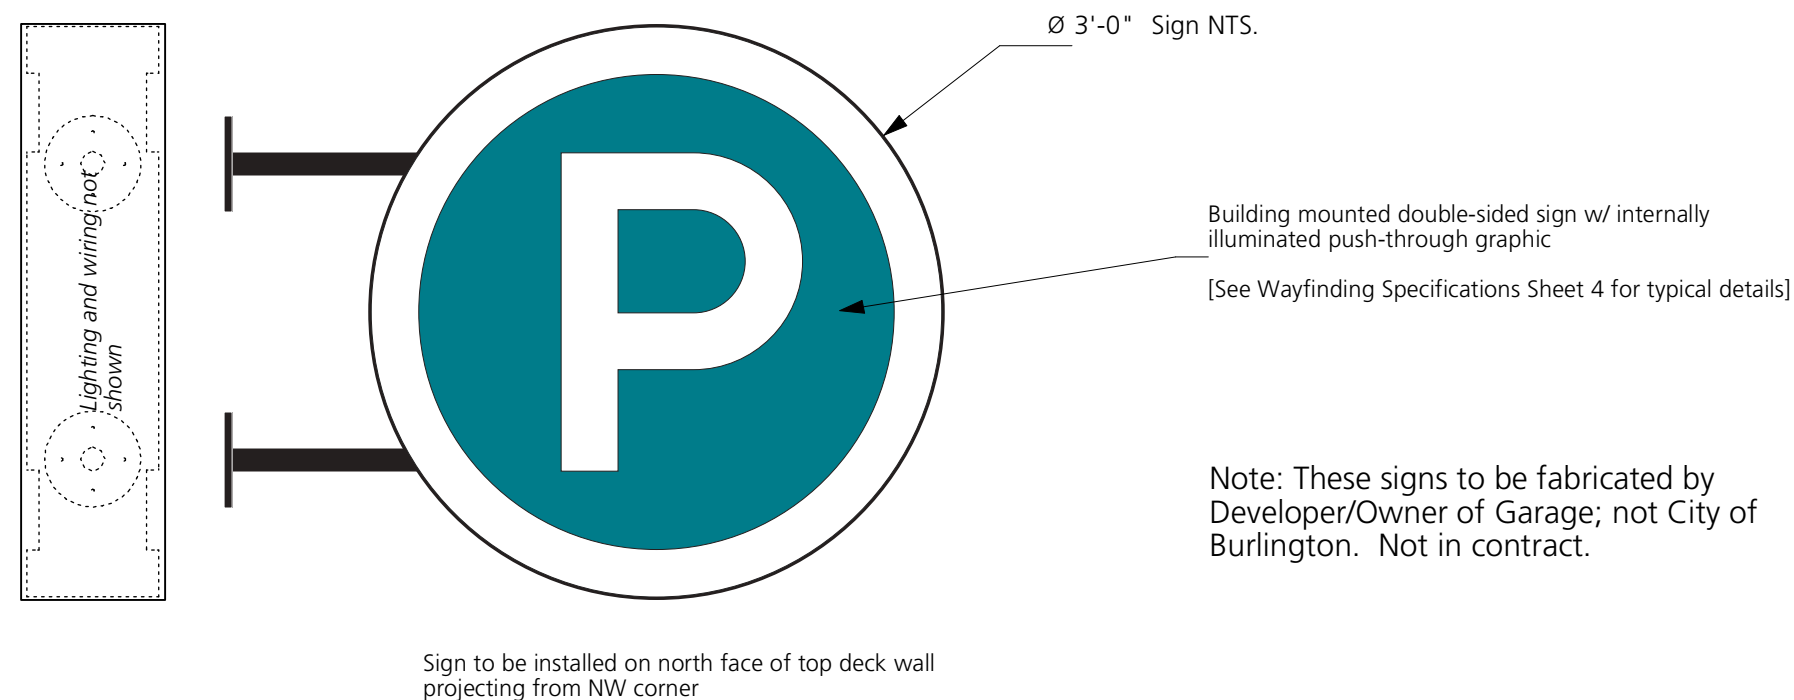 Ø 3'-0"  Sign NTS.
Lighting and wiring not
shown
P
Building mounted double-sided sign w/ internally
illuminated push-through graphic
[See Wayfinding Specifications Sheet 4 for typical details]
Note: These signs to be fabricated by
Developer/Owner of Garage; not City of
Burlington.  Not in contract.
Sign to be installed on north face of top deck wall
projecting from NW corner